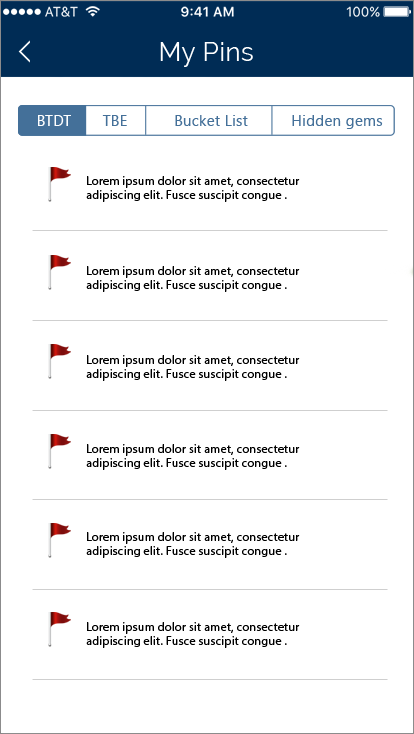 AT&T 9:41 AM 100%
My Pins
BTDT TBE Bucket List Hidden gems
Lorem ipsum dolor sit amet, consectetur
adipiscing elit. Fusce suscipit congue .
Lorem ipsum dolor sit amet, consectetur
adipiscing elit. Fusce suscipit congue .
Lorem ipsum dolor sit amet, consectetur
adipiscing elit. Fusce suscipit congue .
Lorem ipsum dolor sit amet, consectetur
adipiscing elit. Fusce suscipit congue .
Lorem ipsum dolor sit amet, consectetur
adipiscing elit. Fusce suscipit congue .
Lorem ipsum dolor sit amet, consectetur
adipiscing elit. Fusce suscipit congue .